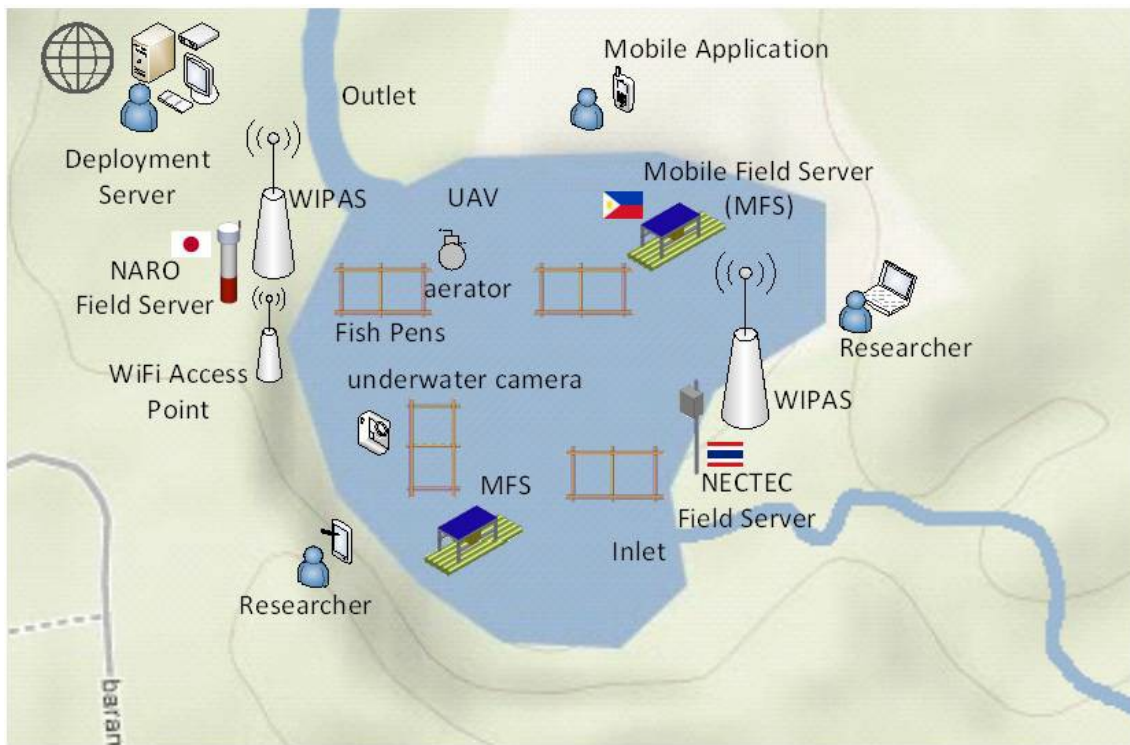 Mobile Application
Outlet
Deployment
Server
WIPAS
UAV
Mobile Field Server
(MFS)
NARO
Field Server
aerator
Fish Pens
Researcher
WiFi Access
Point
underwater camera
WIPAS
MFS
NECTEC
Field Server
Inlet
Researcher
baran